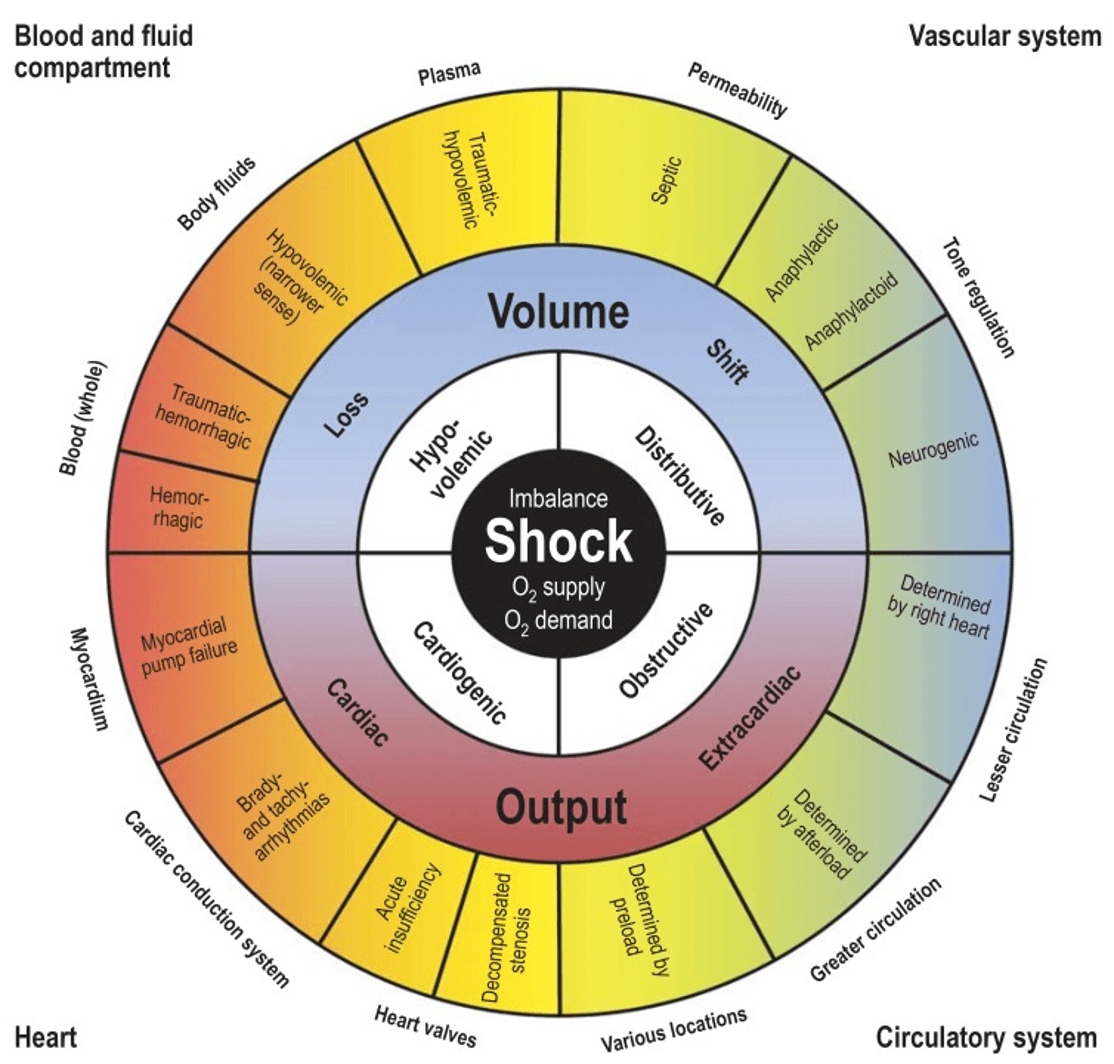 Blood and fluid
compartment
Vascular system
Plasma
Permeability
Body fluids
Tone regulation
Blood (whole)
Traumatic-
hypovolemic
Septic
Hypovolemic
(narrower
sense)
Anaphylactic
Anaphylactoid
Traumatic-
hemorrhagic
Neurogenic
Hemor-
rhagic
Volume
Loss
Shift
Hypo-
volemic
Distributive
Imbalance
Shock
O₂ supply
O₂ demand
Cardiogenic
Obstructive
Cardiac
Extracardiac
Output
Myocardial
pump failure
Determined
by right heart
Brady-
and tachy-
arrhythmias
Determined
by afterload
Acute
insufficiency
Decompensated
stenosis
Determined by
preload
Myocardium
Lesser circulation
Cardiac conduction system
Greater circulation
Heart valves
Various locations
Heart
Circulatory system